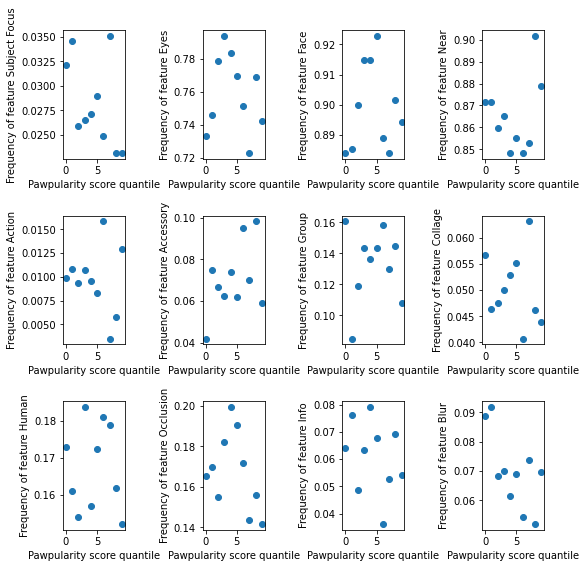 Frequency of feature Subject Focus
0.0350
0.0325
0.0300
0.0275
0.0250
0 5
Pawpularity score quantile
Frequency of feature Eyes
0.78
0.76
0.74
0.72
0 5
Pawpularity score quantile
Frequency of feature Face
0.92
0.91
0.90
0.89
0 5
Pawpularity score quantile
Frequency of feature Near
0.90
0.89
0.88
0.87
0.86
0.85
0 5
Pawpularity score quantile
Frequency of feature Action
0.0150
0.0125
0.0100
0.0075
0.0050
0 5
Pawpularity score quantile
Frequency of feature Accessory
0.10
0.08
0.06
0.04
0 5
Pawpularity score quantile
Frequency of feature Group
0.16
0.14
0.12
0.10
0 5
Pawpularity score quantile
Frequency of feature Collage
0.060
0.055
0.050
0.045
0.040
0 5
Pawpularity score quantile
Frequency of feature Human
0.18
0.17
0.16
0 5
Pawpularity score quantile
Frequency of feature Occlusion
0.20
0.18
0.16
0.14
0 5
Pawpularity score quantile
Frequency of feature Info
0.08
0.07
0.06
0.05
0.04
0 5
Pawpularity score quantile
Frequency of feature Blur
0.09
0.08
0.07
0.06
0 5
Pawpularity score quantile